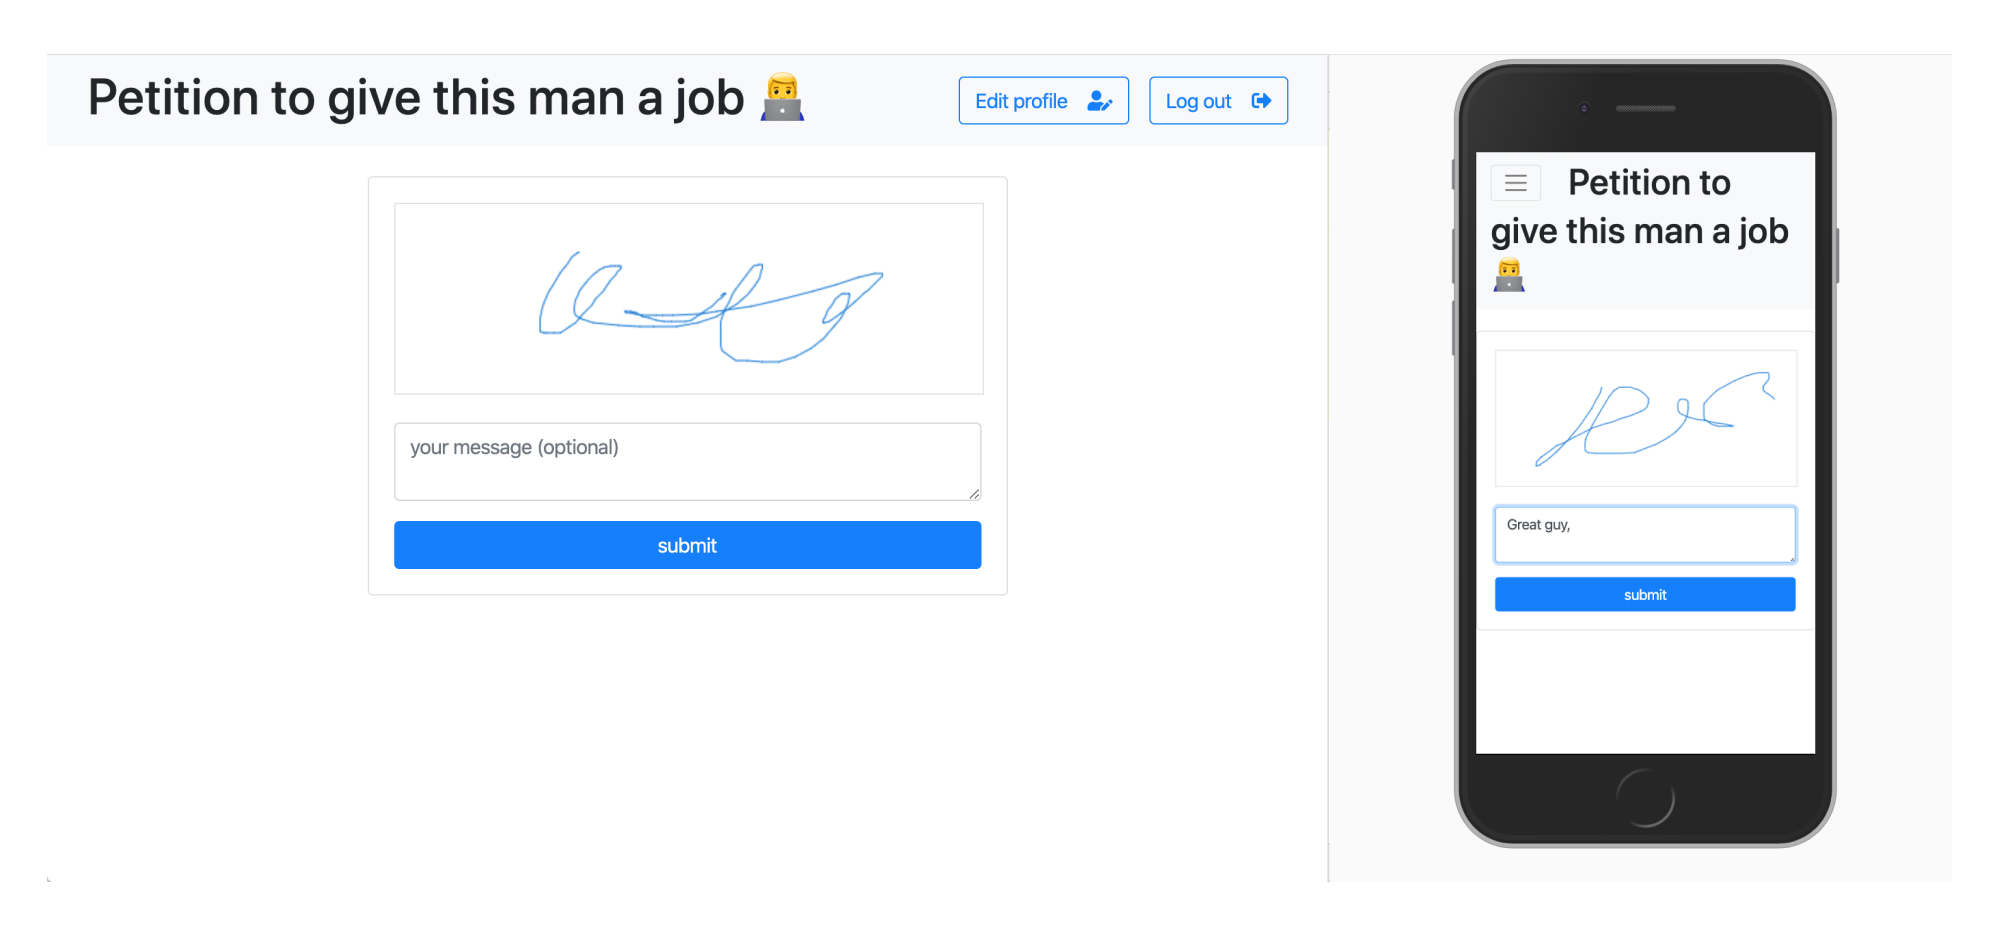 Petition to give this man a job 👨‍💻
Edit profile
Log out
your message (optional)
submit
Petition to
give this man a job
👨‍💻
Great guy,
submit